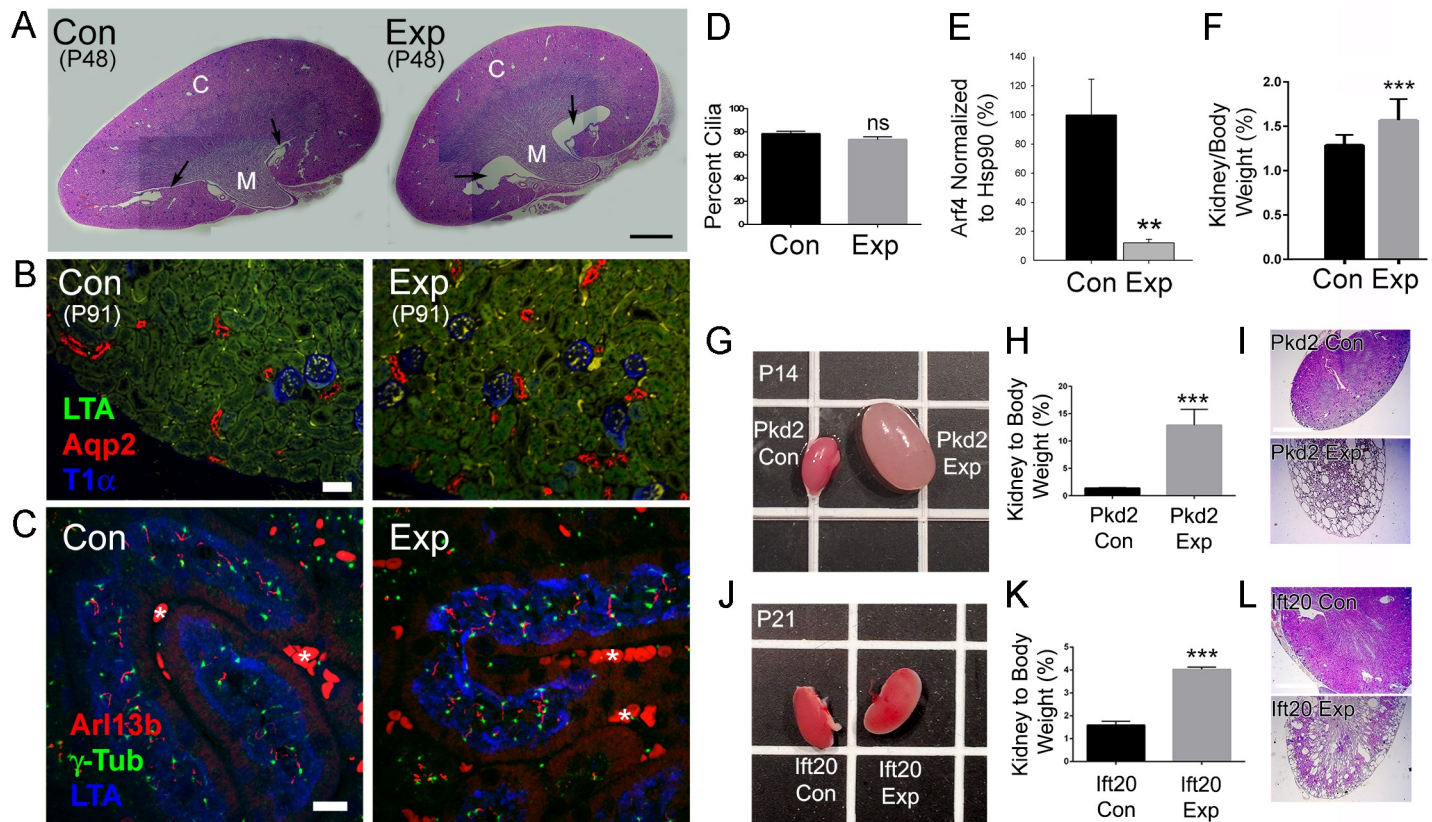 A
Con
(P48)
C
M
Exp
(P48)
C
M
B
Con
(P91)
LTA
Aqp2
T1α
Exp
(P91)
C
Con
*
*
Arl13b
γ-Tub
LTA
Exp
*
*
D
Percent Cilia
100
80
60
40
20
0
ns
Con
Exp
E
Arf4 Normalized
to Hsp90 (%)
140
120
100
80
60
40
20
0
**
Con
Exp
F
Kidney/Body
Weight (%)
2.0
1.5
1.0
0.5
0.0
***
Con
Exp
G
P14
Pkd2
Con
Pkd2
Exp
H
Kidney to Body
Weight (%)
20
15
10
5
0
***
Pkd2
Con
Pkd2
Exp
I
Pkd2 Con
Pkd2 Exp
J
P21
Ift20
Con
Ift20
Exp
K
Kidney to Body
Weight (%)
5
4
3
2
1
0
***
Ift20
Con
Ift20
Exp
L
Ift20 Con
Ift20 Exp